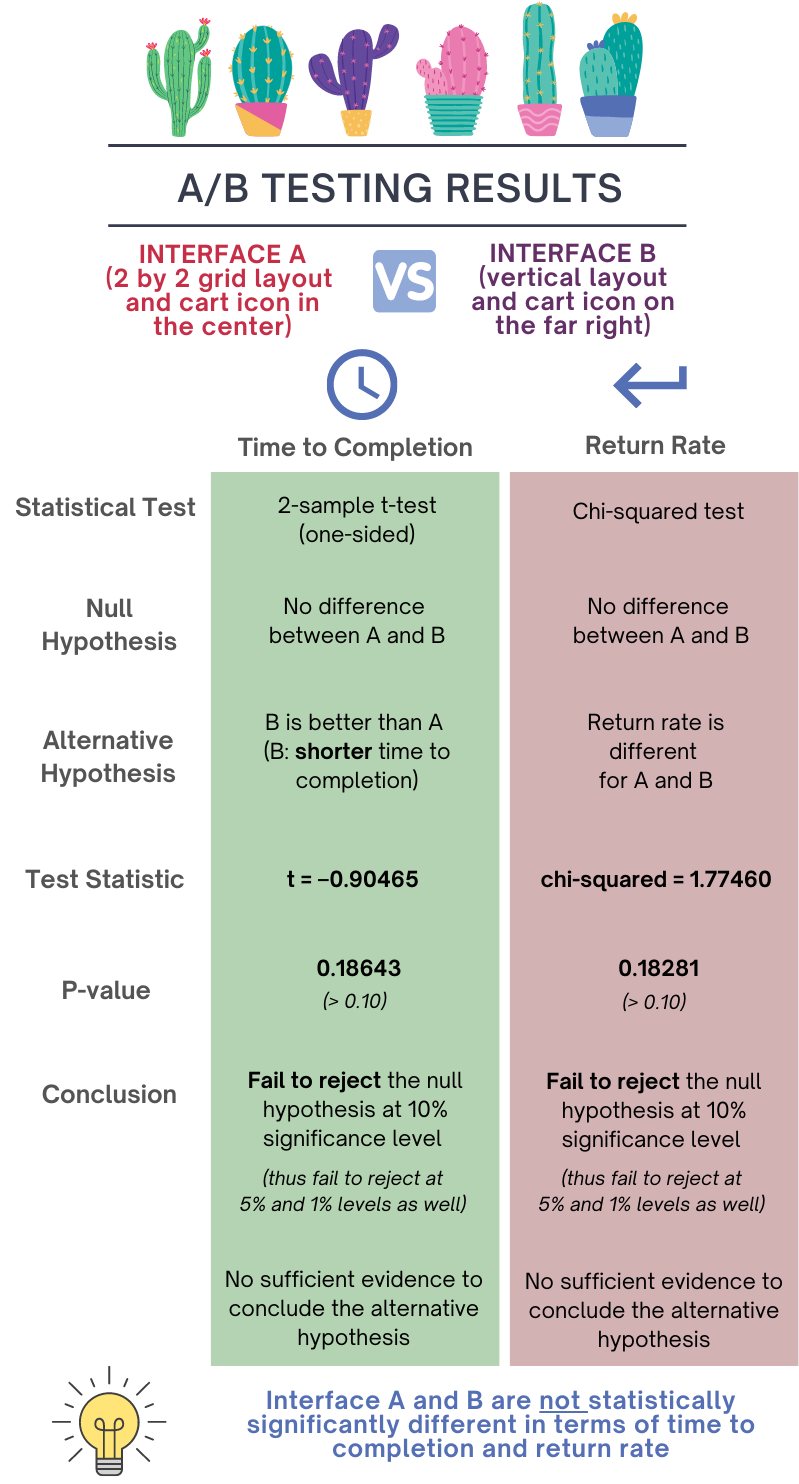 A/B TESTING RESULTS
INTERFACE A
(2 by 2 grid layout
and cart icon in
the center)
VS
INTERFACE B
(vertical layout
and cart icon on
the far right)
Time to Completion
Return Rate
Statistical Test
2-sample t-test
(one-sided)
Chi-squared test
Null
Hypothesis
No difference
between A and B
No difference
between A and B
Alternative
Hypothesis
B is better than A
(B: shorter time to
completion)
Return rate is
different
for A and B
Test Statistic
t = –0.90465
chi-squared = 1.77460
P-value
0.18643
(> 0.10)
0.18281
(> 0.10)
Conclusion
Fail to reject the null
hypothesis at 10%
significance level
(thus fail to reject at
5% and 1% levels as well)
No sufficient evidence to
conclude the alternative
hypothesis
Fail to reject the null
hypothesis at 10%
significance level
(thus fail to reject at
5% and 1% levels as well)
No sufficient evidence to
conclude the alternative
hypothesis
Interface A and B are not statistically
significantly different in terms of time to
completion and return rate